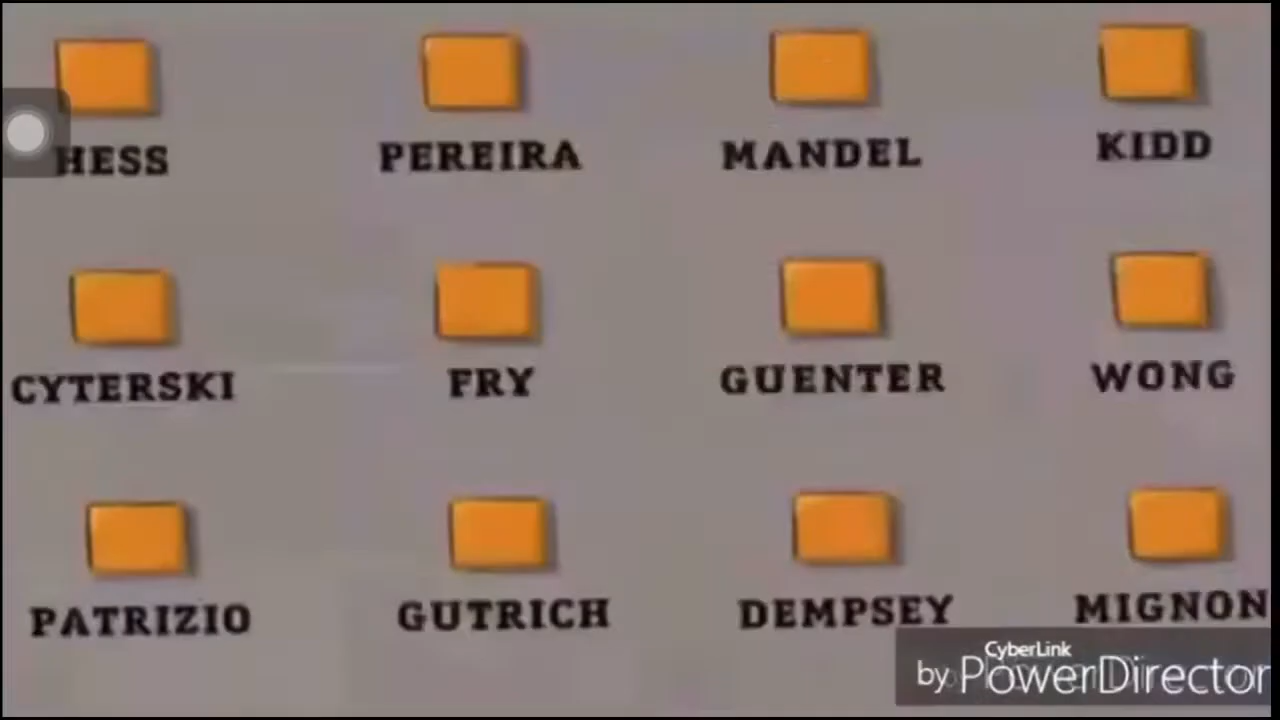 HESS PEREIRA MANDEL KIDD
CYTERSKI FRY GUENTER WONG
PATRIZIO GUTRICH DEMPSEY MIGNON
CyberLink
by PowerDirector